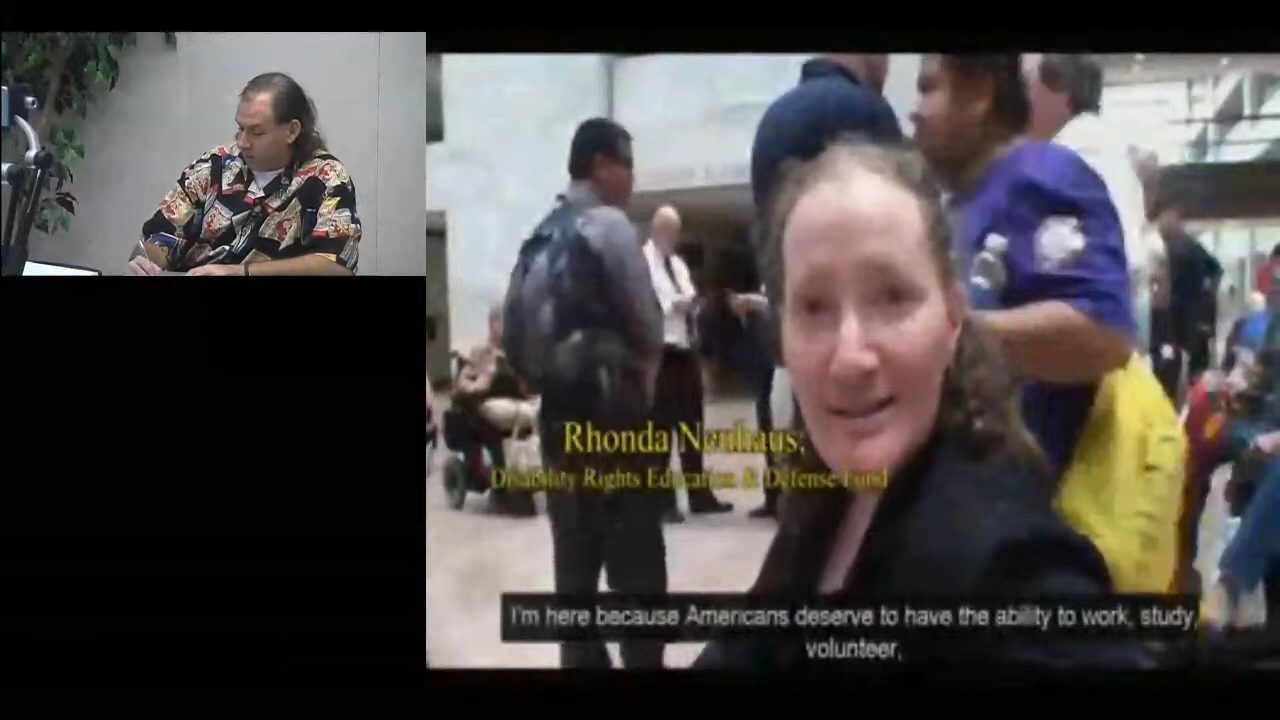 Rhonda Neuhaus,
Disability Rights Education & Defense Fund
I'm here because Americans deserve to have the ability to work, study,
volunteer,